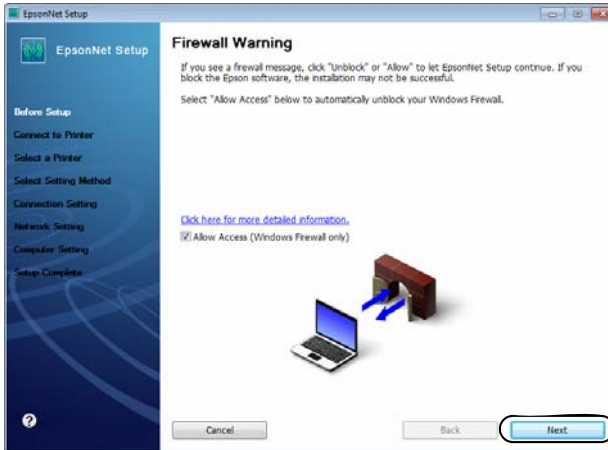 EpsonNet Setup
EpsonNet Setup
Before Setup
Connect to Printer
Select a Printer
Select Setting Method
Connection Setting
Network Setting
Computer Setting
Setup Complete
Firewall Warning
If you see a firewall message, click "Unblock" or "Allow" to let EpsonNet Setup continue. If you
block the Epson software, the installation may not be successful.
Select "Allow Access" below to automatically unblock your Windows Firewall.
Click here for more detailed information.
Allow Access (Windows Firewall only)
?
Cancel
Back
Next